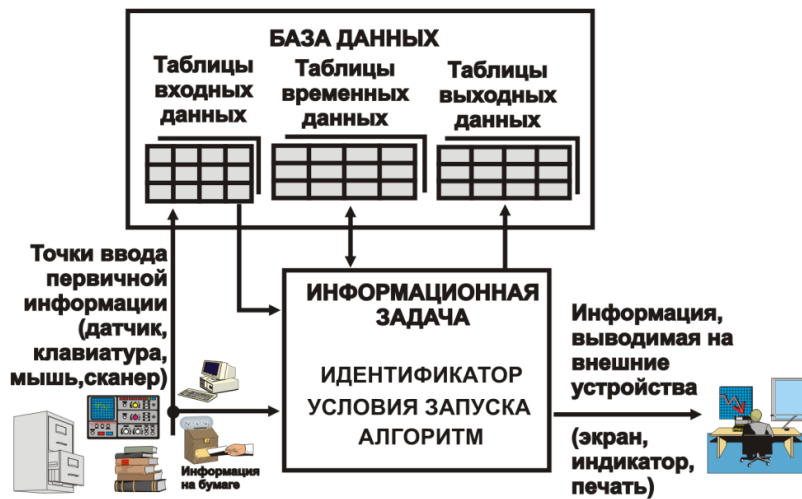 БАЗА ДАННЫХ
Таблицы
входных
данных
Таблицы
временных
данных
Таблицы
выходных
данных
Точки ввода
первичной
информации
(датчик,
клавиатура,
мышь,сканер)
Информация
на бумаге
ИНФОРМАЦИОННАЯ
ЗАДАЧА
ИДЕНТИФИКАТОР
УСЛОВИЯ ЗАПУСКА
АЛГОРИТМ
Информация,
выводимая на
внешние
устройства
(экран,
индикатор,
печать)